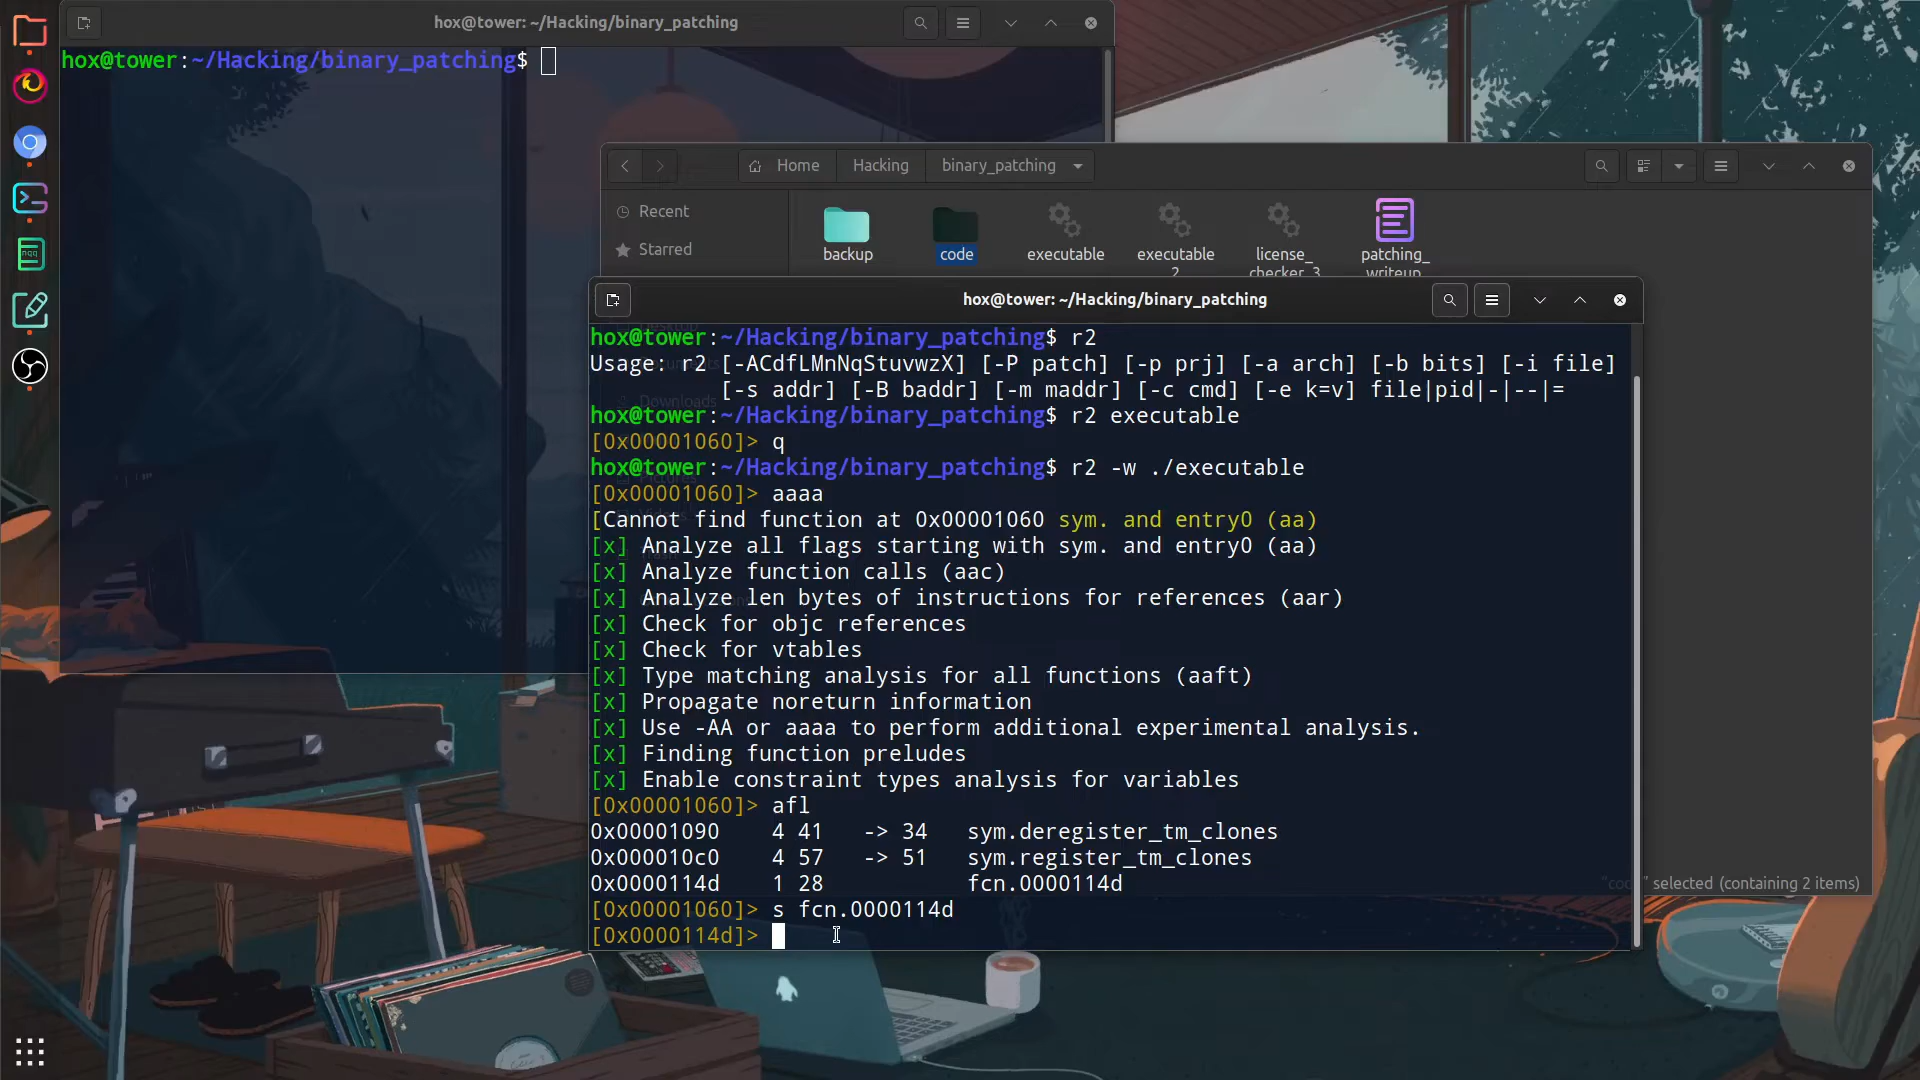 hox@tower: ~/Hacking/binary_patching
hox@tower:~/Hacking/binary_patching$
Home
Hacking
binary_patching
Recent
Starred
backup
code
executable
executable_
2
license_
checker_3
patching_
writeup
hox@tower: ~/Hacking/binary_patching
hox@tower:~/Hacking/binary_patching$ r2
Usage: r2 [-ACdfLMnNqStuvwzX] [-P patch] [-p prj] [-a arch] [-b bits] [-i file]
[-s addr] [-B baddr] [-m maddr] [-c cmd] [-e k=v] file|pid|-|--|=
hox@tower:~/Hacking/binary_patching$ r2 executable
[0x00001060]> q
hox@tower:~/Hacking/binary_patching$ r2 -w ./executable
[0x00001060]> aaaa
[Cannot find function at 0x00001060 sym. and entry0 (aa)
[x] Analyze all flags starting with sym. and entry0 (aa)
[x] Analyze function calls (aac)
[x] Analyze len bytes of instructions for references (aar)
[x] Check for objc references
[x] Check for vtables
[x] Type matching analysis for all functions (aaft)
[x] Propagate noreturn information
[x] Use -AA or aaaa to perform additional experimental analysis.
[x] Finding function preludes
[x] Enable constraint types analysis for variables
[0x00001060]> afl
0x00001090 4 41 -> 34 sym.deregister_tm_clones
0x000010c0 4 57 -> 51 sym.register_tm_clones
0x0000114d 1 28 fcn.0000114d
[0x00001060]> s fcn.0000114d
[0x0000114d]>
"code" selected (containing 2 items)
Downloads
Pictures